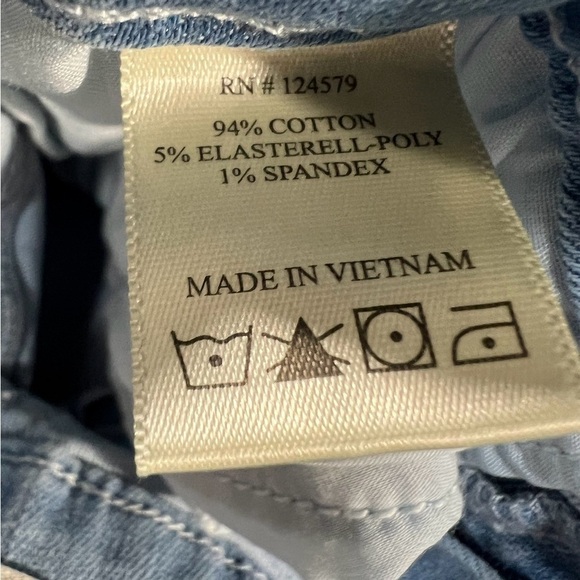 RN # 124579
94% COTTON
5% ELASTERELL-POLY
1% SPANDEX
MADE IN VIETNAM